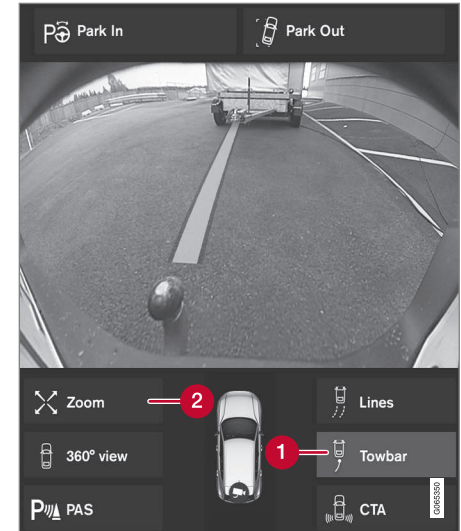 Park In
Park Out
2
Zoom
Lines
1
360° view
Towbar
PAS
CTA
G065350